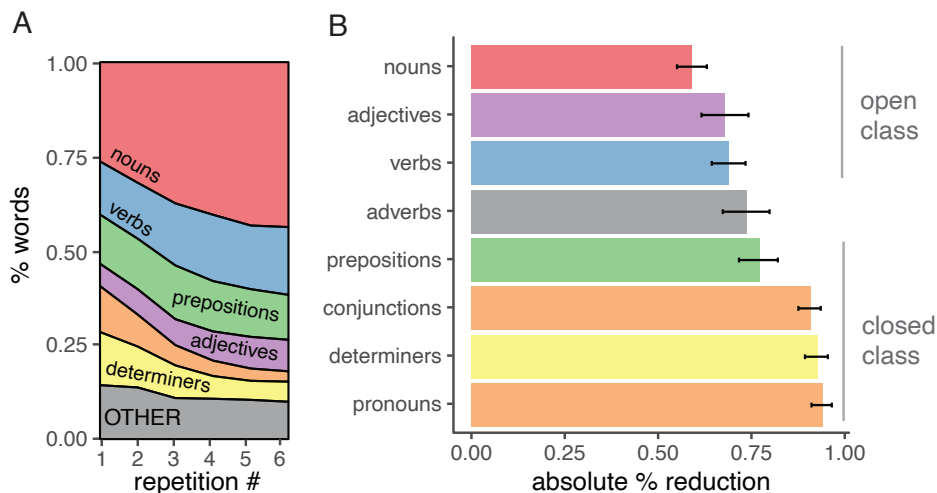 A
1.00
0.75
0.50
0.25
0.00
% words
nouns
verbs
prepositions
adjectives
determiners
OTHER
1 2 3 4 5 6
repetition #
B
nouns
adjectives
verbs
adverbs
prepositions
conjunctions
determiners
pronouns
open
class
closed
class
0.00 0.25 0.50 0.75 1.00
absolute % reduction